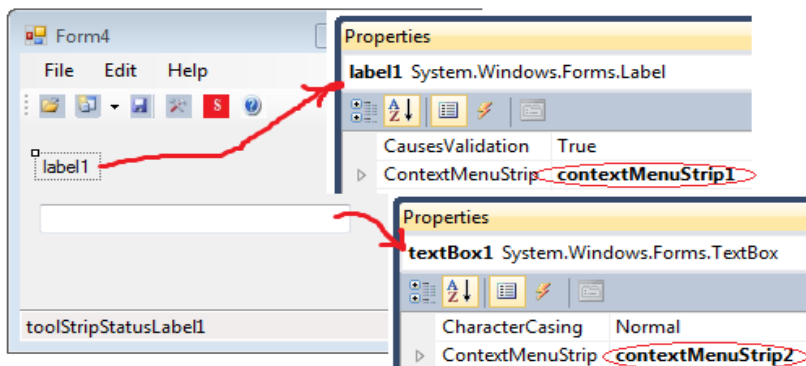 Form4
File Edit Help
S
label1
toolStripStatusLabel1
Properties
label1 System.Windows.Forms.Label
A Z
CausesValidation True
ContextMenuStrip contextMenuStrip1
Properties
textBox1 System.Windows.Forms.TextBox
A Z
CharacterCasing Normal
ContextMenuStrip contextMenuStrip2